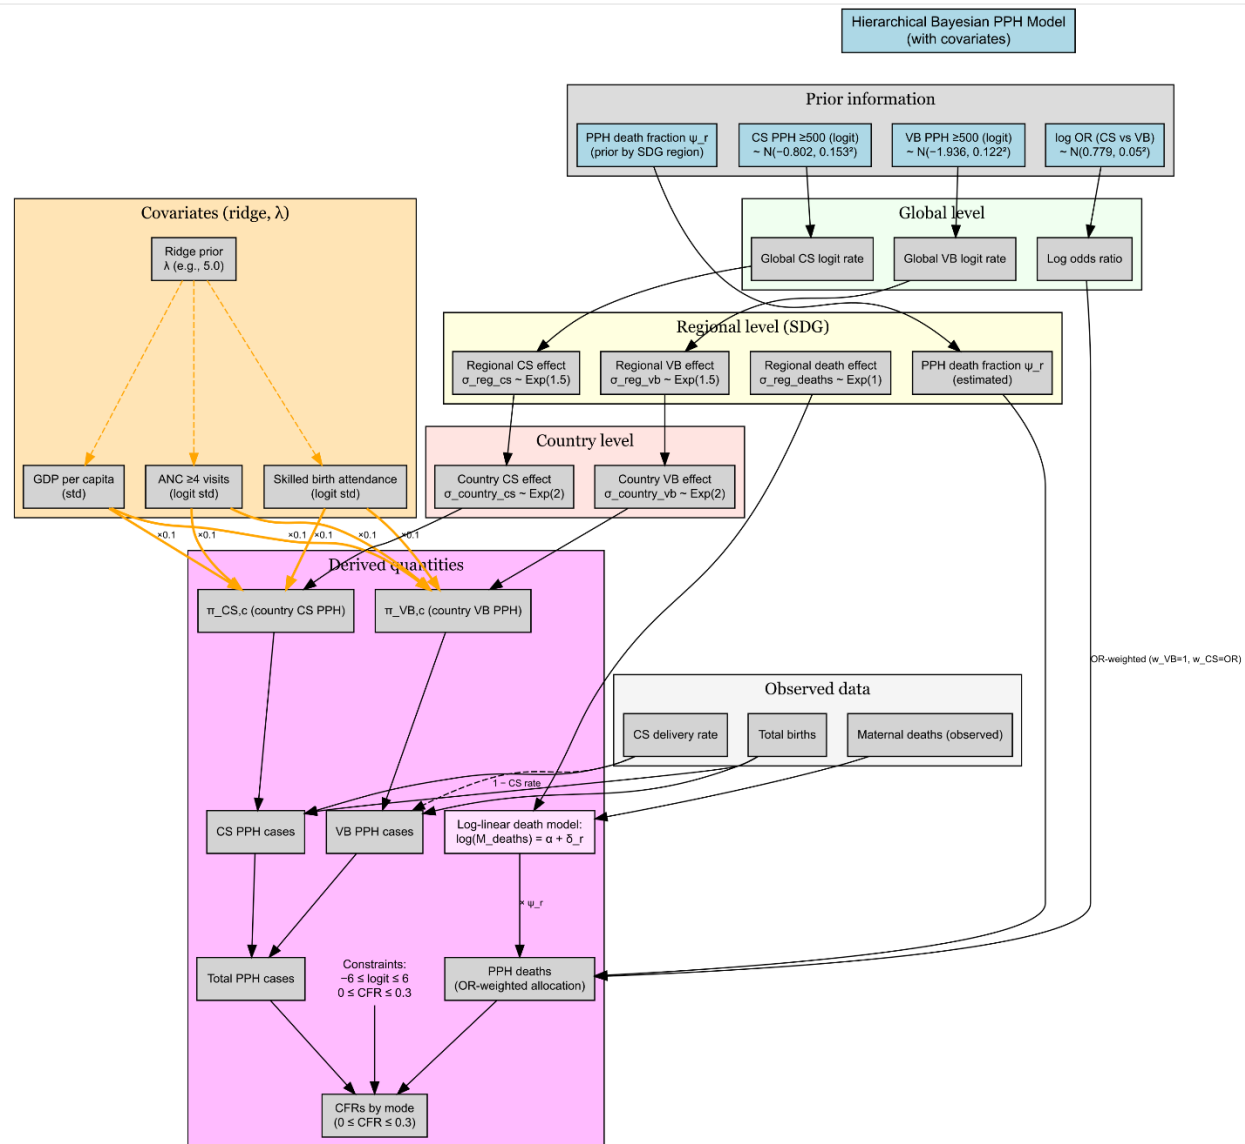 Hierarchical Bayesian PPH Model
(with covariates)
Prior information
PPH death fraction ψ_r
(prior by SDG region)
CS PPH ≥500 (logit)
~ N(−0.802, 0.153²)
VB PPH ≥500 (logit)
~ N(−1.936, 0.122²)
log OR (CS vs VB)
~ N(0.779, 0.05²)
Covariates (ridge, λ)
Ridge prior
λ (e.g., 5.0)
Global level
Global CS logit rate
Global VB logit rate
Log odds ratio
Regional level (SDG)
Regional CS effect
σ_reg_cs ~ Exp(1.5)
Regional VB effect
σ_reg_vb ~ Exp(1.5)
Regional death effect
σ_reg_deaths ~ Exp(1)
PPH death fraction ψ_r
(estimated)
Country level
GDP per capita
(std)
ANC ≥4 visits
(logit std)
Skilled birth attendance
(logit std)
Country CS effect
σ_country_cs ~ Exp(2)
Country VB effect
σ_country_vb ~ Exp(2)
×0.1
×0.1
×0.1
×0.1
×0.1
×0.1
Derived quantities
π_CS,c (country CS PPH)
π_VB,c (country VB PPH)
OR-weighted (w_VB=1, w_CS=OR)
Observed data
CS delivery rate
Total births
Maternal deaths (observed)
1 − CS rate
CS PPH cases
VB PPH cases
Log-linear death model:
log(M_deaths) = α + δ_r
× ψ_r
Total PPH cases
Constraints:
−6 ≤ logit ≤ 6
0 ≤ CFR ≤ 0.3
PPH deaths
(OR-weighted allocation)
CFRs by mode
(0 ≤ CFR ≤ 0.3)